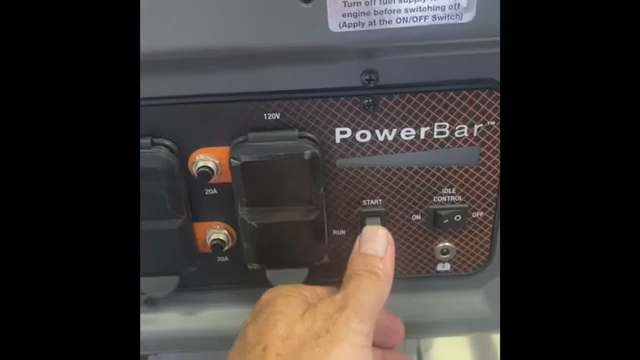 Turn off fuel supply
engine before switching off
(Apply at the ON/OFF Switch)
120V
PowerBar™
20A
20A
START
RUN
IDLE
CONTROL
ON
OFF